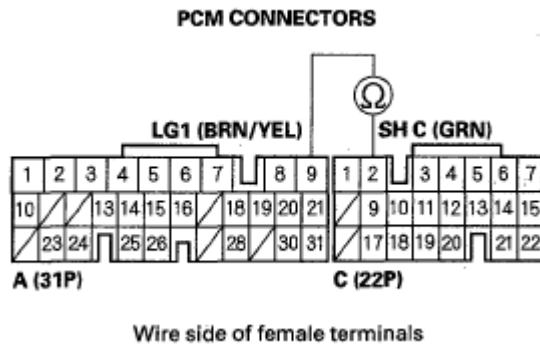 PCM CONNECTORS
Ω
LG1 (BRN/YEL) SH C (GRN)
1 2 3 4 5 6 7 8 9 1 2 3 4 5 6 7
10 13 14 15 16 18 19 20 21 9 10 11 12 13 14 15
23 24 25 26 28 30 31 17 18 19 20 21 22
A (31P) C (22P)
Wire side of female terminals